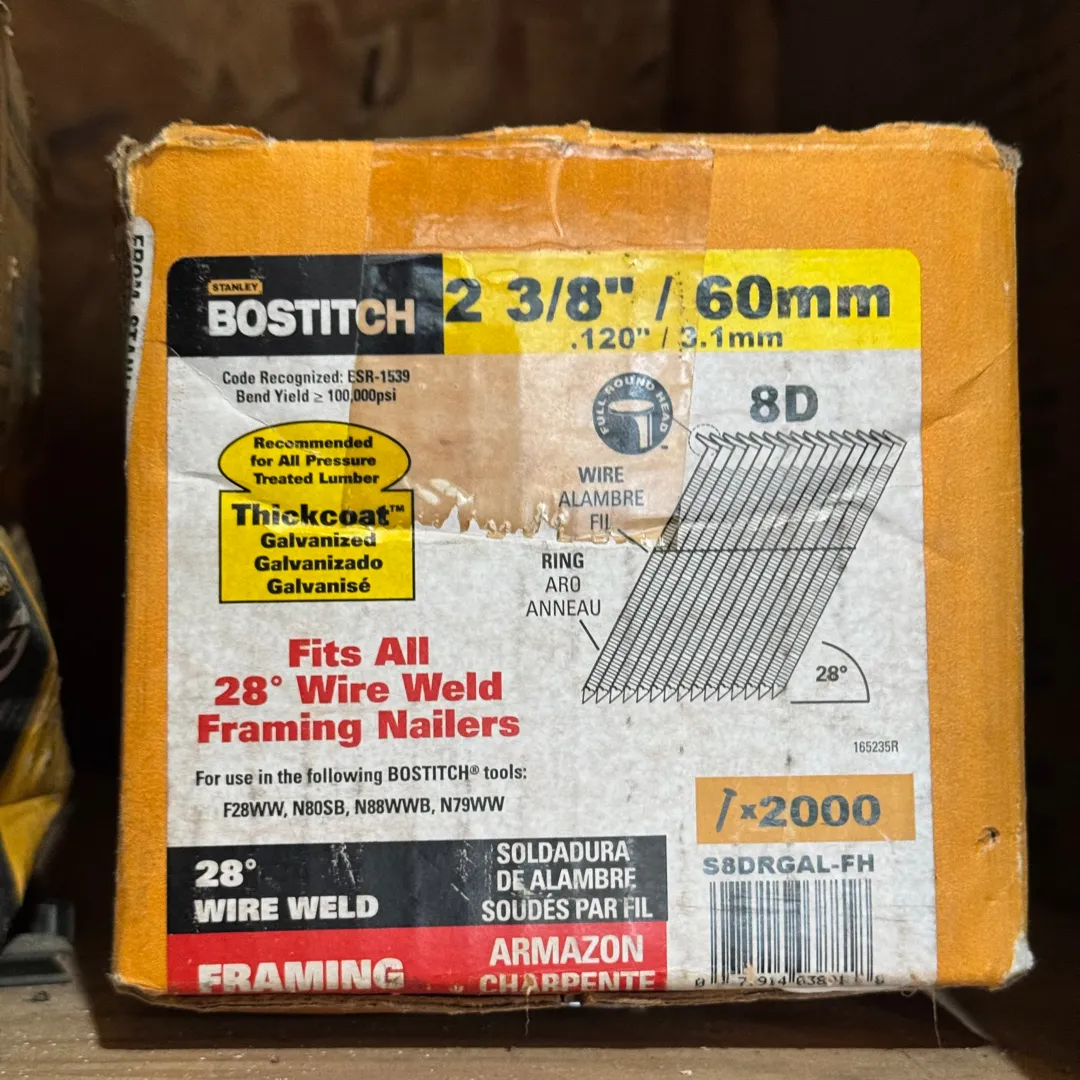 STANLEY
BOSTITCH
2 3/8" / 60mm
.120" / 3.1mm
Code Recognized: ESR-1539
Bend Yield ≥ 100,000psi
FULL ROUND HEAD
8D
Recommended
for All Pressure
Treated Lumber
Thickcoat™
Galvanized
Galvanizado
Galvanisé
WIRE
ALAMBRE
FIL
RING
ARO
ANNEAU
28°
Fits All
28° Wire Weld
Framing Nailers
165235R
For use in the following BOSTITCH® tools:
F28WW, N80SB, N88WWB, N79WW
×2000
28°
WIRE WELD
SOLDADURA
DE ALAMBRE
SOUDÉS PAR FIL
FRAMING
ARMAZON
CHARPENTE
S8DRGAL-FH